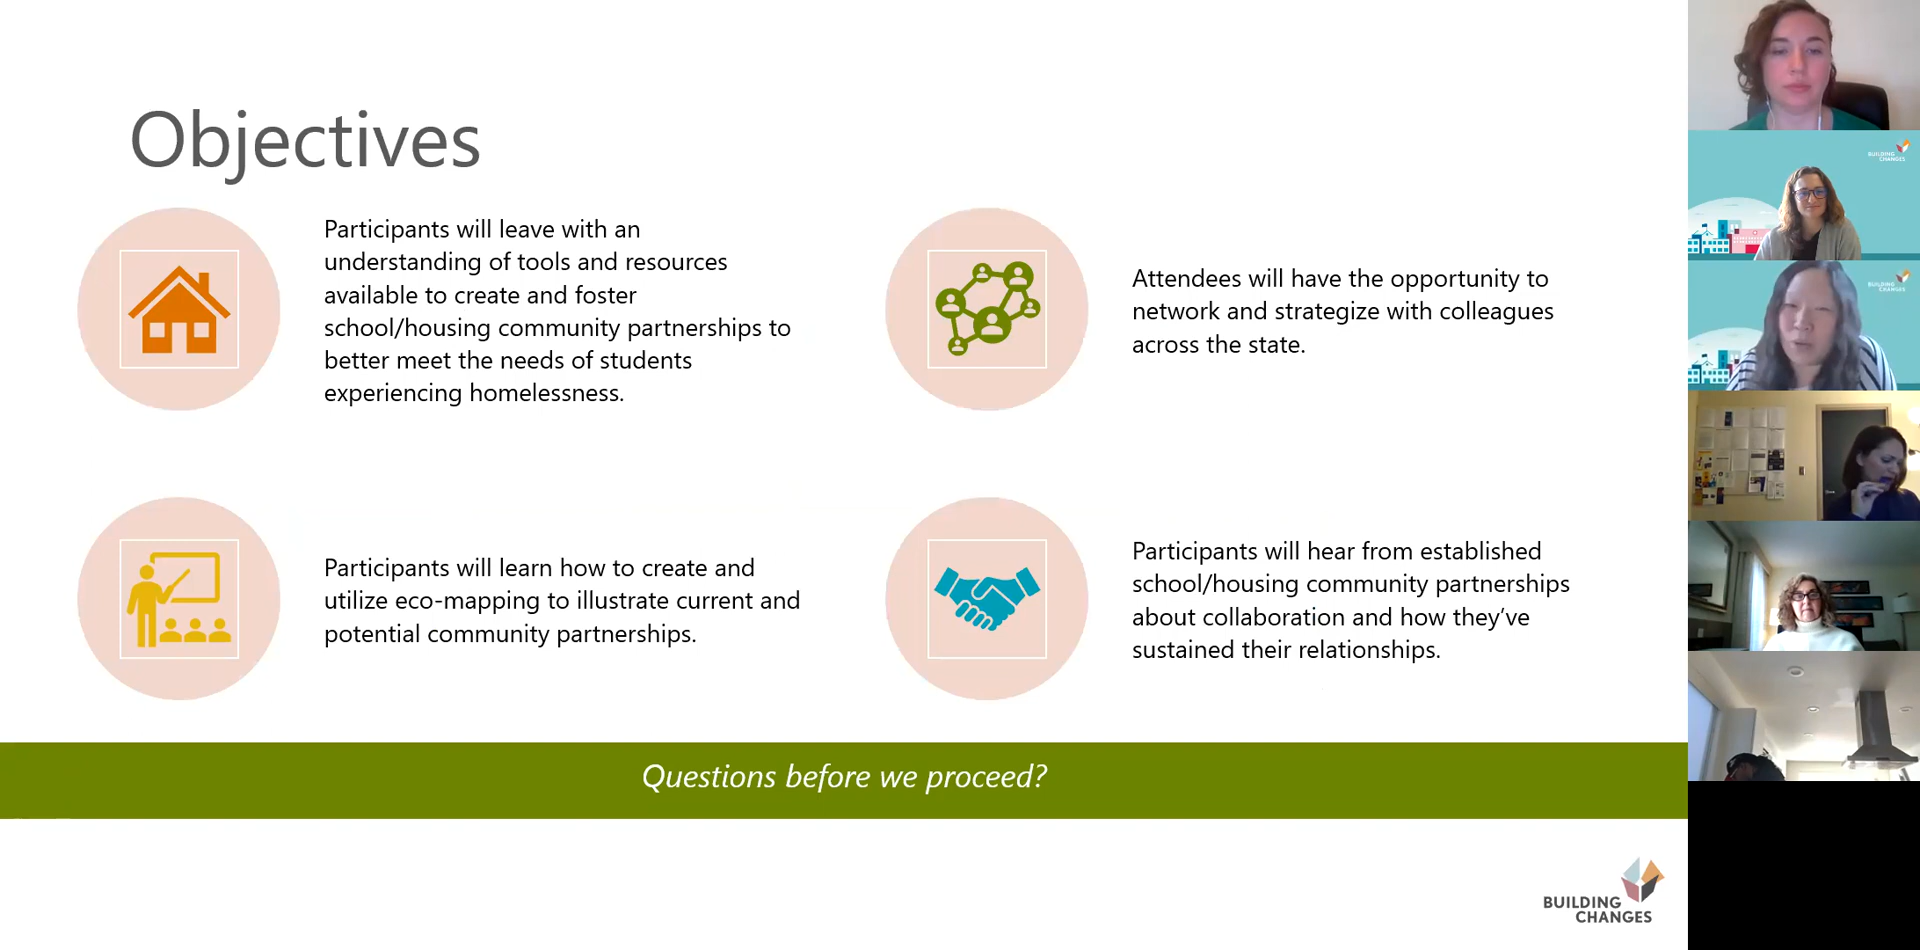 Objectives
Participants will leave with an
understanding of tools and resources
available to create and foster
school/housing community partnerships to
better meet the needs of students
experiencing homelessness.
Attendees will have the opportunity to
network and strategize with colleagues
across the state.
Participants will learn how to create and
utilize eco-mapping to illustrate current and
potential community partnerships.
Participants will hear from established
school/housing community partnerships
about collaboration and how they’ve
sustained their relationships.
Questions before we proceed?
BUILDING
CHANGES
BUILDING
CHANGES
BUILDING
CHANGES